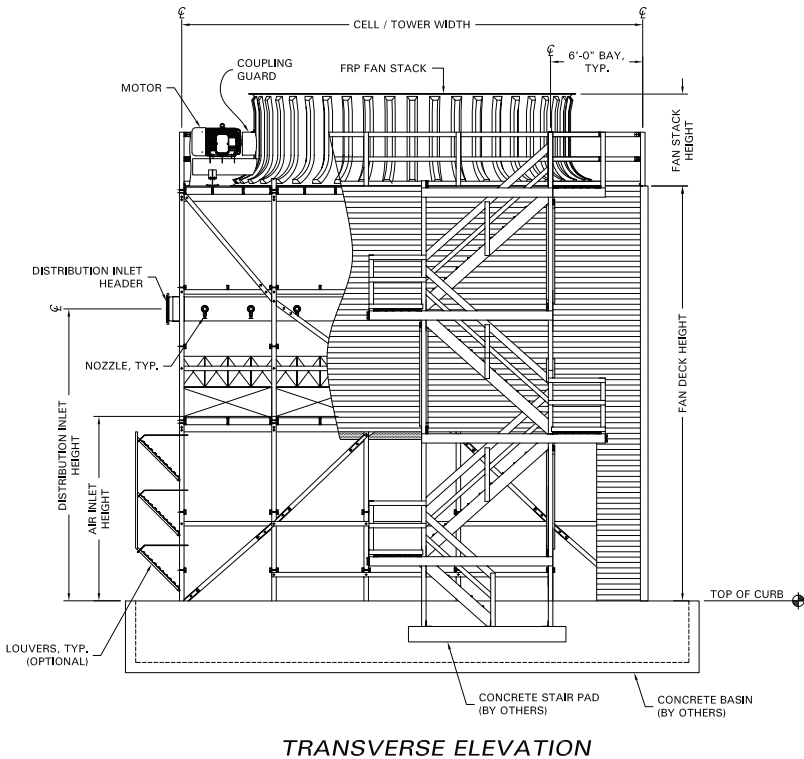 ℄
℄
CELL / TOWER WIDTH
℄
6'-0" BAY,
TYP.
COUPLING
GUARD
FRP FAN STACK
MOTOR
FAN STACK
HEIGHT
DISTRIBUTION INLET
HEADER
℄
NOZZLE, TYP.
FAN DECK HEIGHT
DISTRIBUTION INLET
HEIGHT
AIR INLET
HEIGHT
TOP OF CURB
LOUVERS, TYP.
(OPTIONAL)
CONCRETE STAIR PAD
(BY OTHERS)
CONCRETE BASIN
(BY OTHERS)
TRANSVERSE ELEVATION